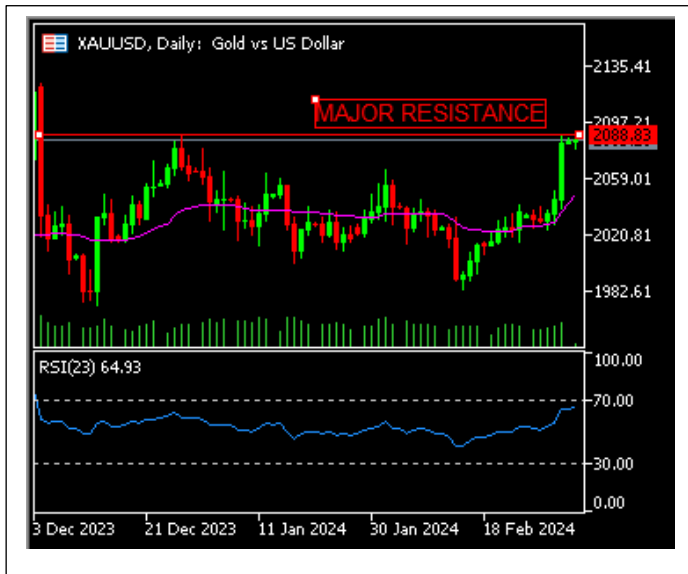 XAUUSD, Daily: Gold vs US Dollar
MAJOR RESISTANCE
2135.41
2097.21
2088.83
2059.01
2020.81
1982.61
RSI(23) 64.93
100.00
70.00
30.00
0.00
3 Dec 2023 21 Dec 2023 11 Jan 2024 30 Jan 2024 18 Feb 2024